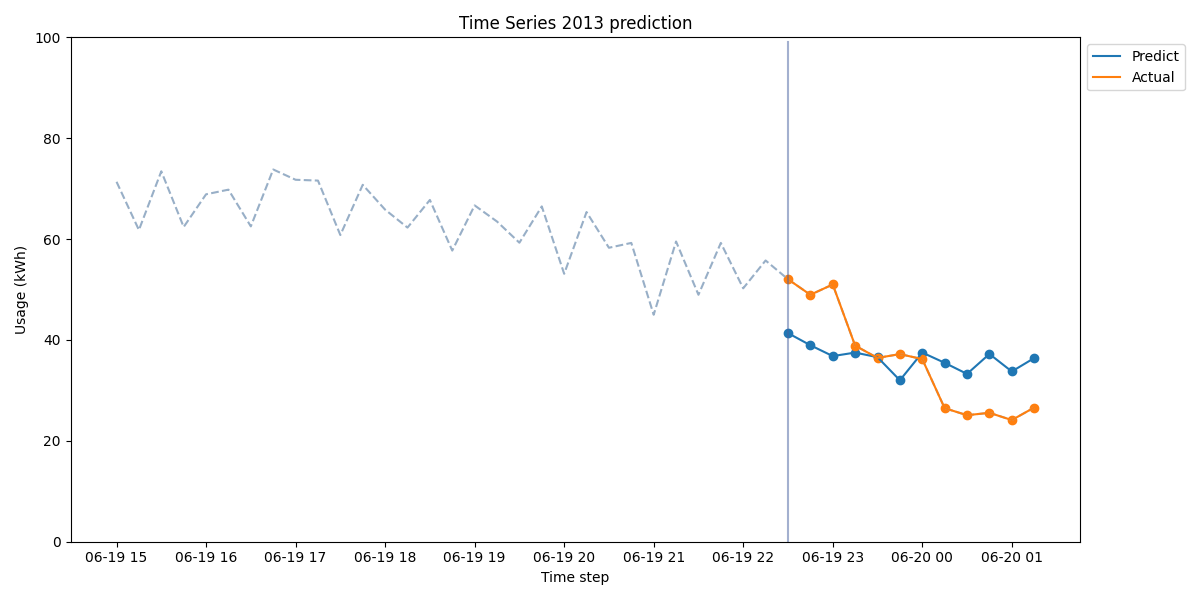 Time Series 2013 prediction
Predict
Actual
Usage (kWh)
100
80
60
40
20
0
06-19 15 06-19 16 06-19 17 06-19 18 06-19 19 06-19 20 06-19 21 06-19 22 06-19 23 06-20 00 06-20 01
Time step